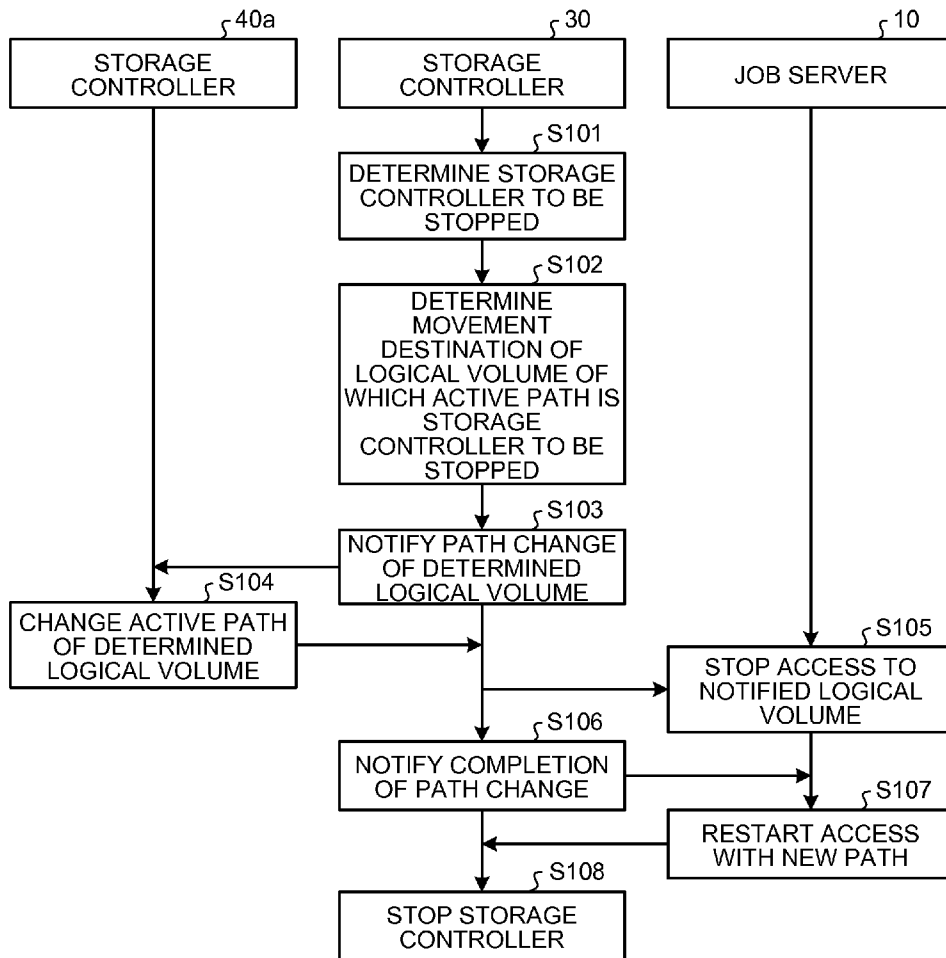 40a
30
10
STORAGE
CONTROLLER
STORAGE
CONTROLLER
JOB SERVER
S101
DETERMINE STORAGE
CONTROLLER TO BE
STOPPED
S102
DETERMINE
MOVEMENT
DESTINATION OF
LOGICAL VOLUME OF
WHICH ACTIVE PATH IS
STORAGE
CONTROLLER TO BE
STOPPED
S103
NOTIFY PATH CHANGE
OF DETERMINED
LOGICAL VOLUME
S104
CHANGE ACTIVE PATH
OF DETERMINED
LOGICAL VOLUME
S105
STOP ACCESS TO
NOTIFIED LOGICAL
VOLUME
S106
NOTIFY COMPLETION
OF PATH CHANGE
S107
RESTART ACCESS
WITH NEW PATH
S108
STOP STORAGE
CONTROLLER